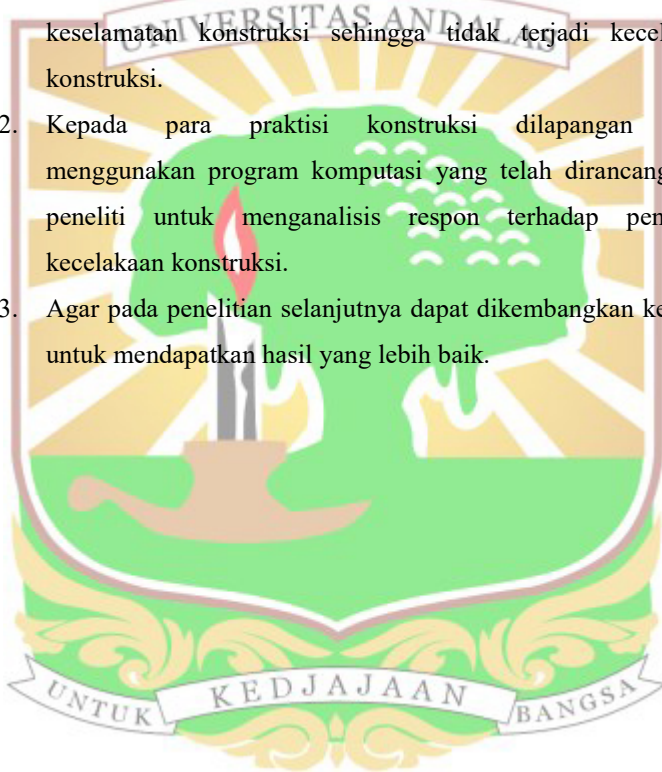 UNIVERSITAS ANDALAS
keselamatan konstruksi sehingga tidak terjadi
konstruksi.
2. Kepada para praktisi konstruksi dilapangan
menggunakan program komputasi yang telah dirancang
peneliti untuk menganalisis respon terhadap
kecelakaan konstruksi.
3. Agar pada penelitian selanjutnya dapat dikembangkan
untuk mendapatkan hasil yang lebih baik.
UNTUK KEDJAJAAN BANGSA